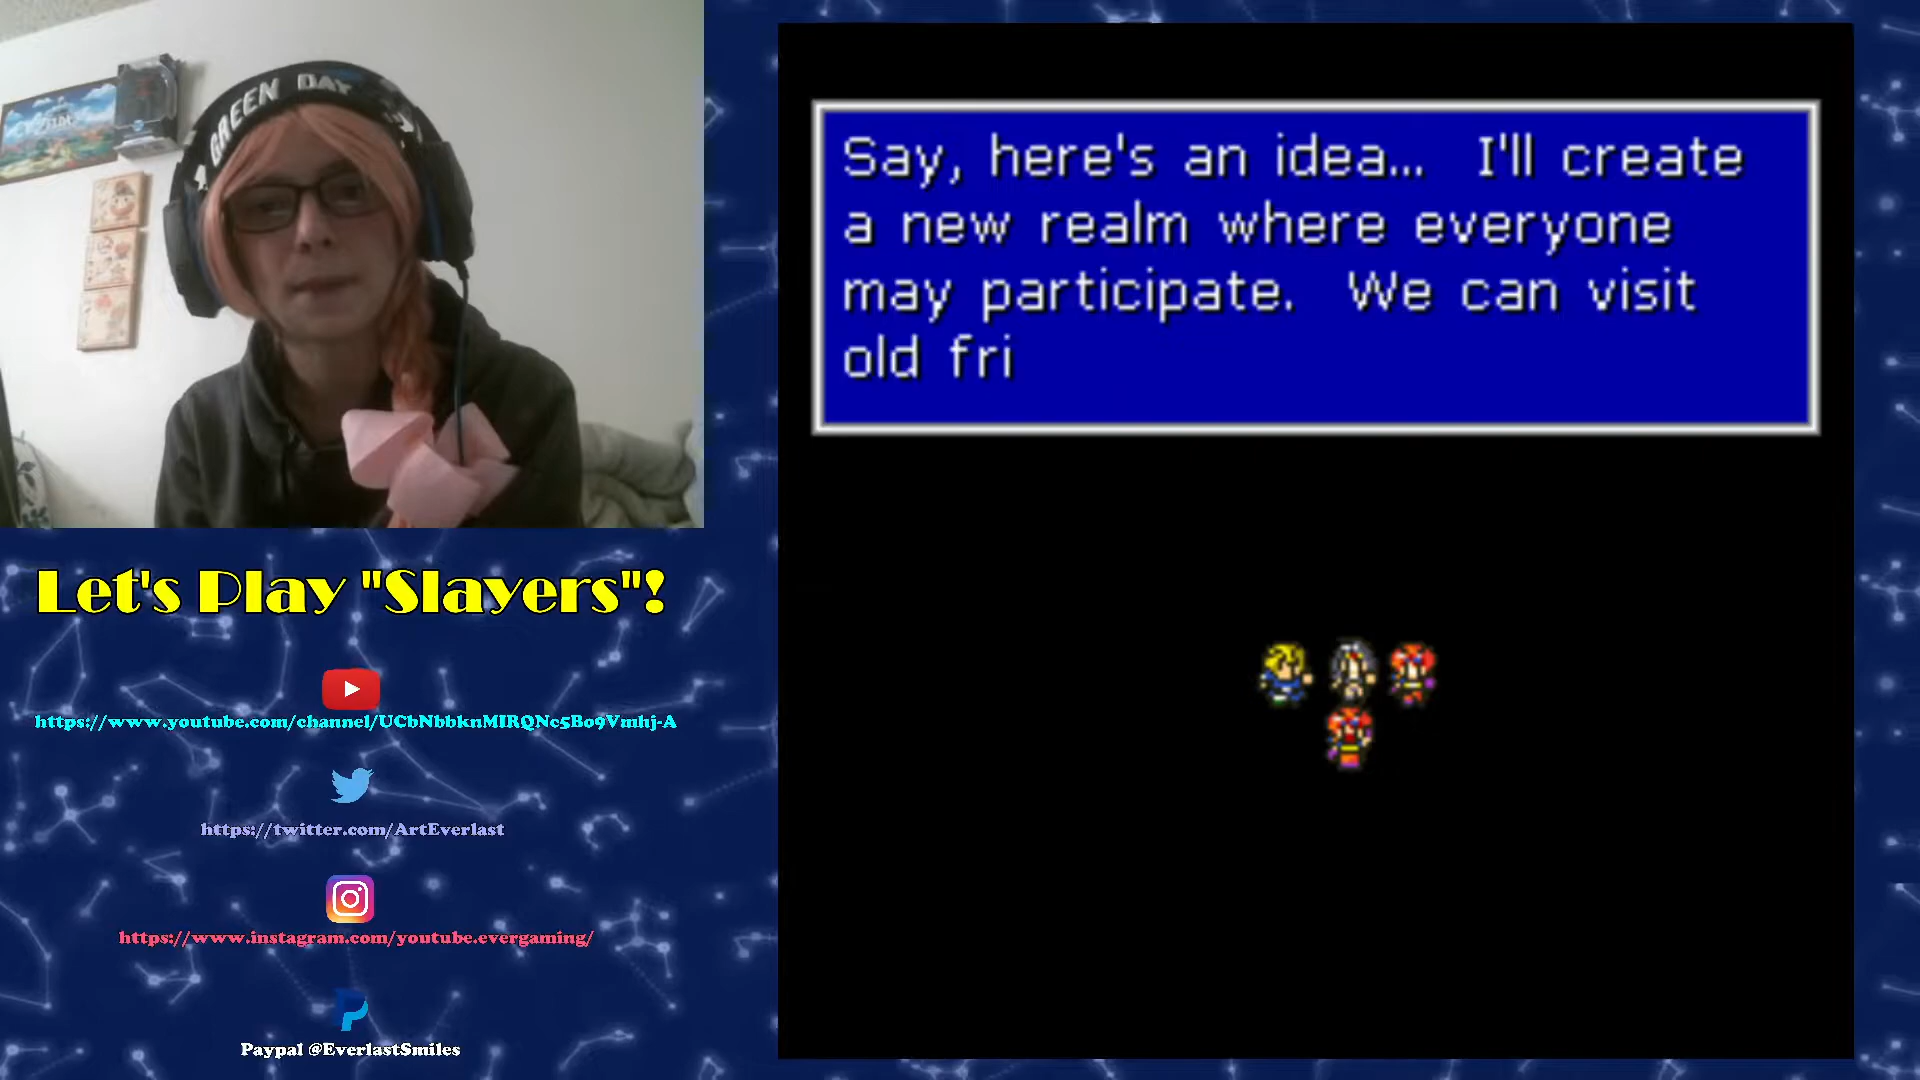 GREEN DAY
ZELDA
Say, here's an idea...  I'll create
a new realm where everyone
may participate.  We can visit
old fri
Let's Play "Slayers"!
https://www.youtube.com/channel/UCbNbbknMIRQNc5Bo9Vmhj-A
https://twitter.com/ArtEverlast
https://www.instagram.com/youtube.evergaming/
Paypal @EverlastSmiles